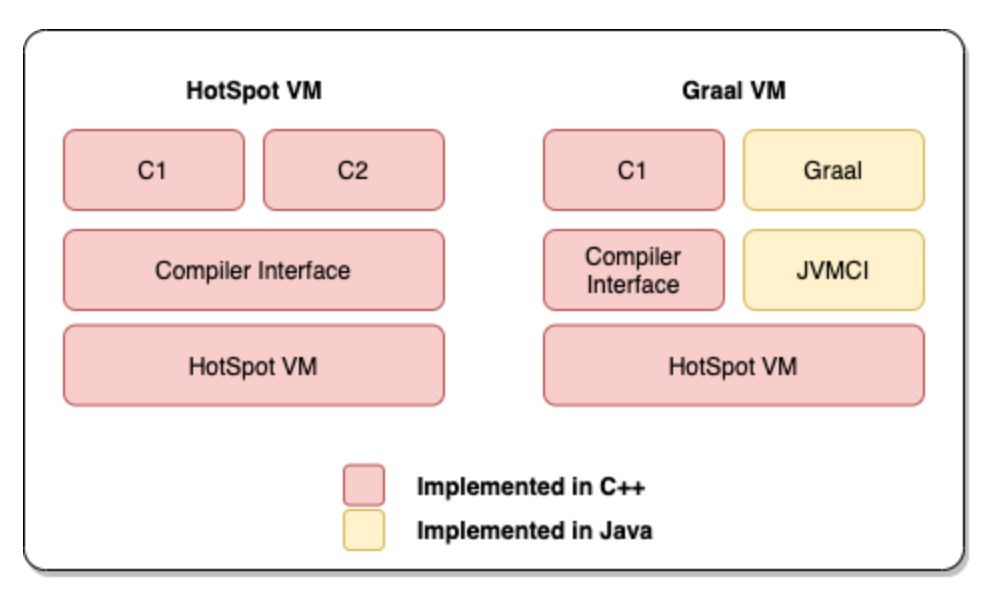 HotSpot VM
Graal VM
C1
C2
C1
Graal
Compiler Interface
Compiler
Interface
JVMCI
HotSpot VM
HotSpot VM
Implemented in C++
Implemented in Java